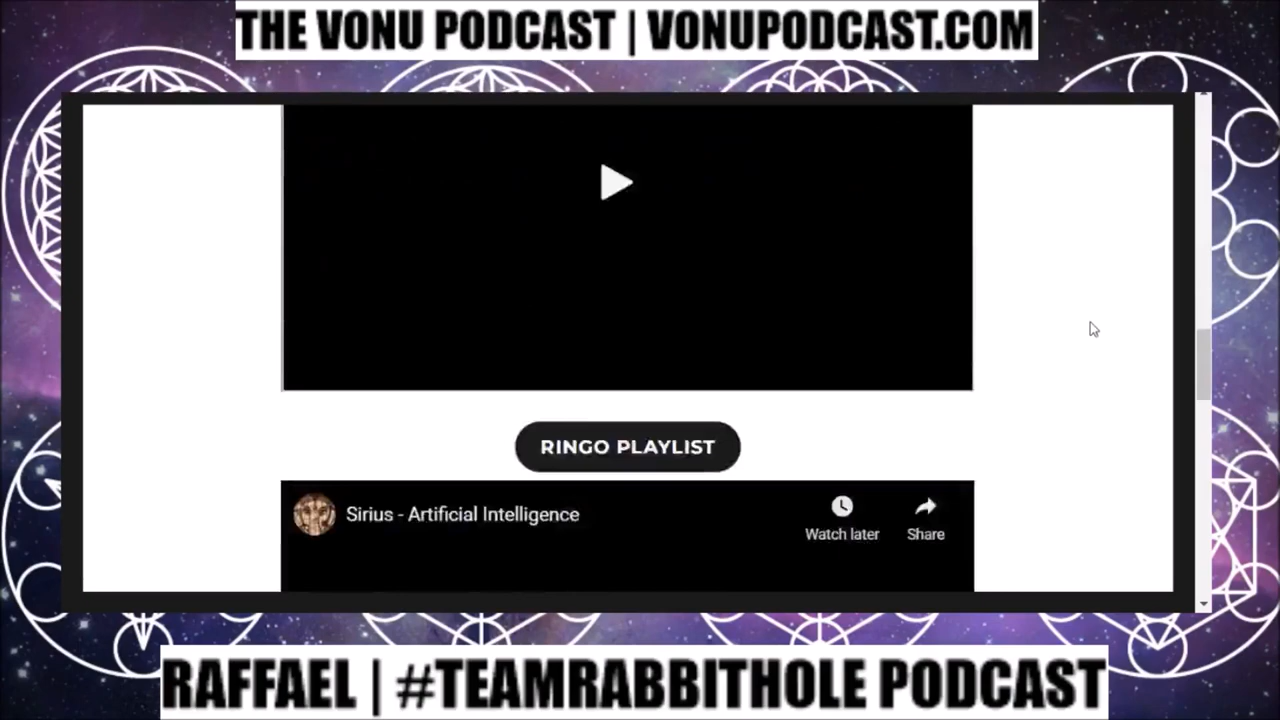 THE VONU PODCAST | VONUPODCAST.COM
RINGO PLAYLIST
Sirius - Artificial Intelligence
Watch later
Share
RAFFAEL | #TEAMRABBITHOLE PODCAST